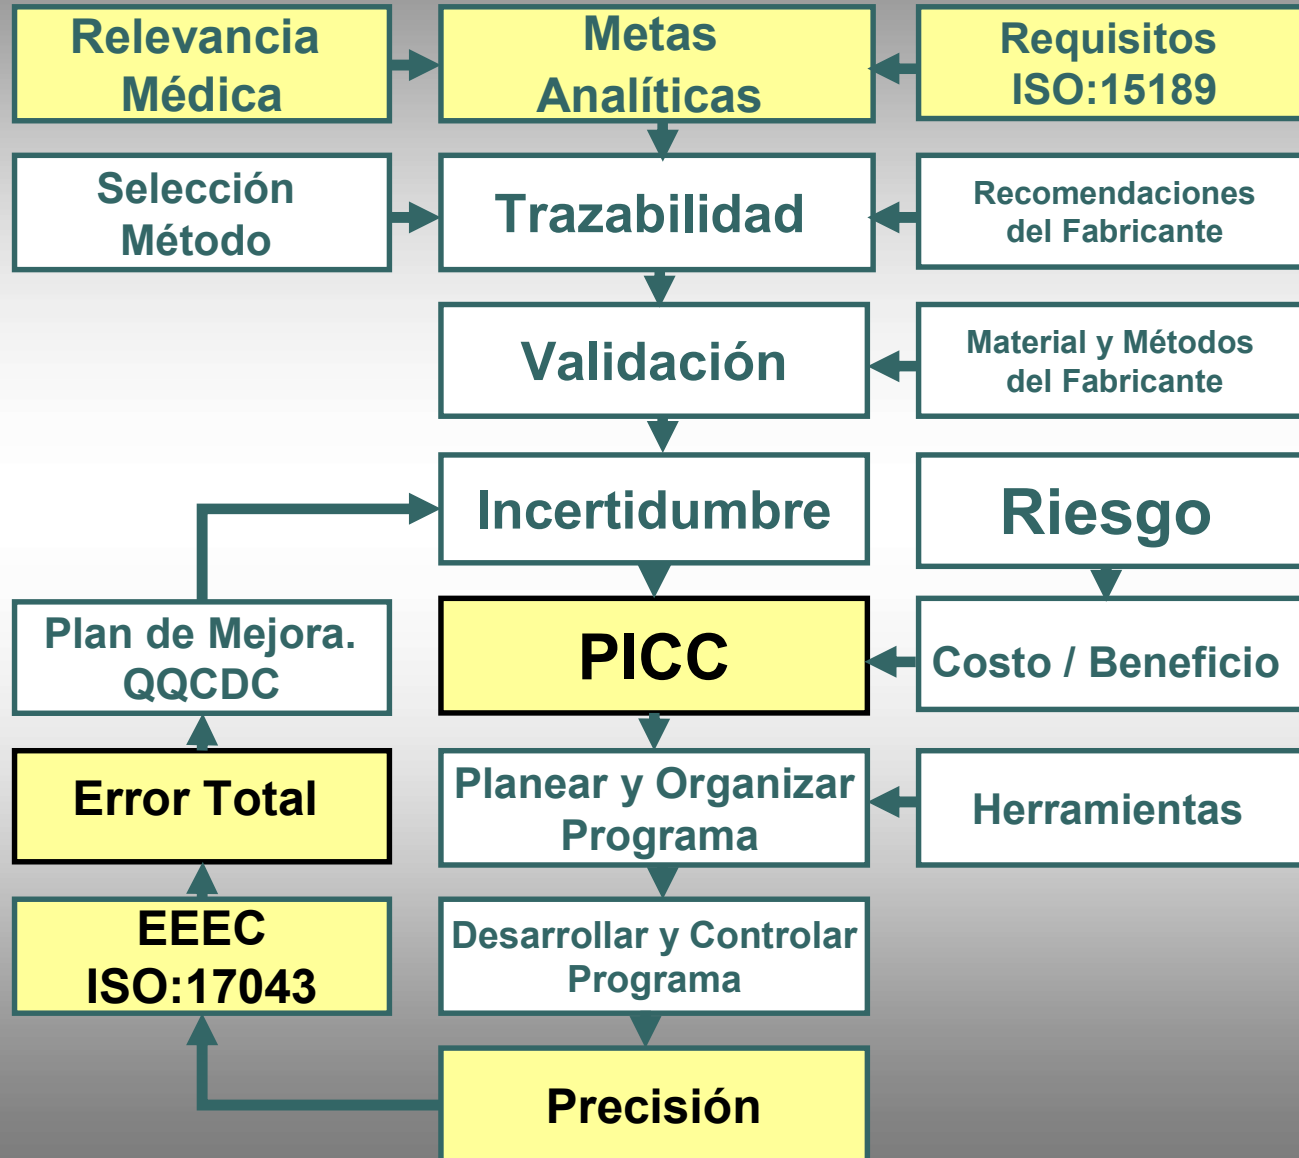 Relevancia
Médica
Metas
Analíticas
Requisitos
ISO:15189
Selección
Método
Trazabilidad
Recomendaciones
del Fabricante
Validación
Material y Métodos
del Fabricante
Incertidumbre
Riesgo
Plan de Mejora.
QQCDC
PICC
Costo / Beneficio
Error Total
Planear y Organizar
Programa
Herramientas
EEEC
ISO:17043
Desarrollar y Controlar
Programa
Precisión